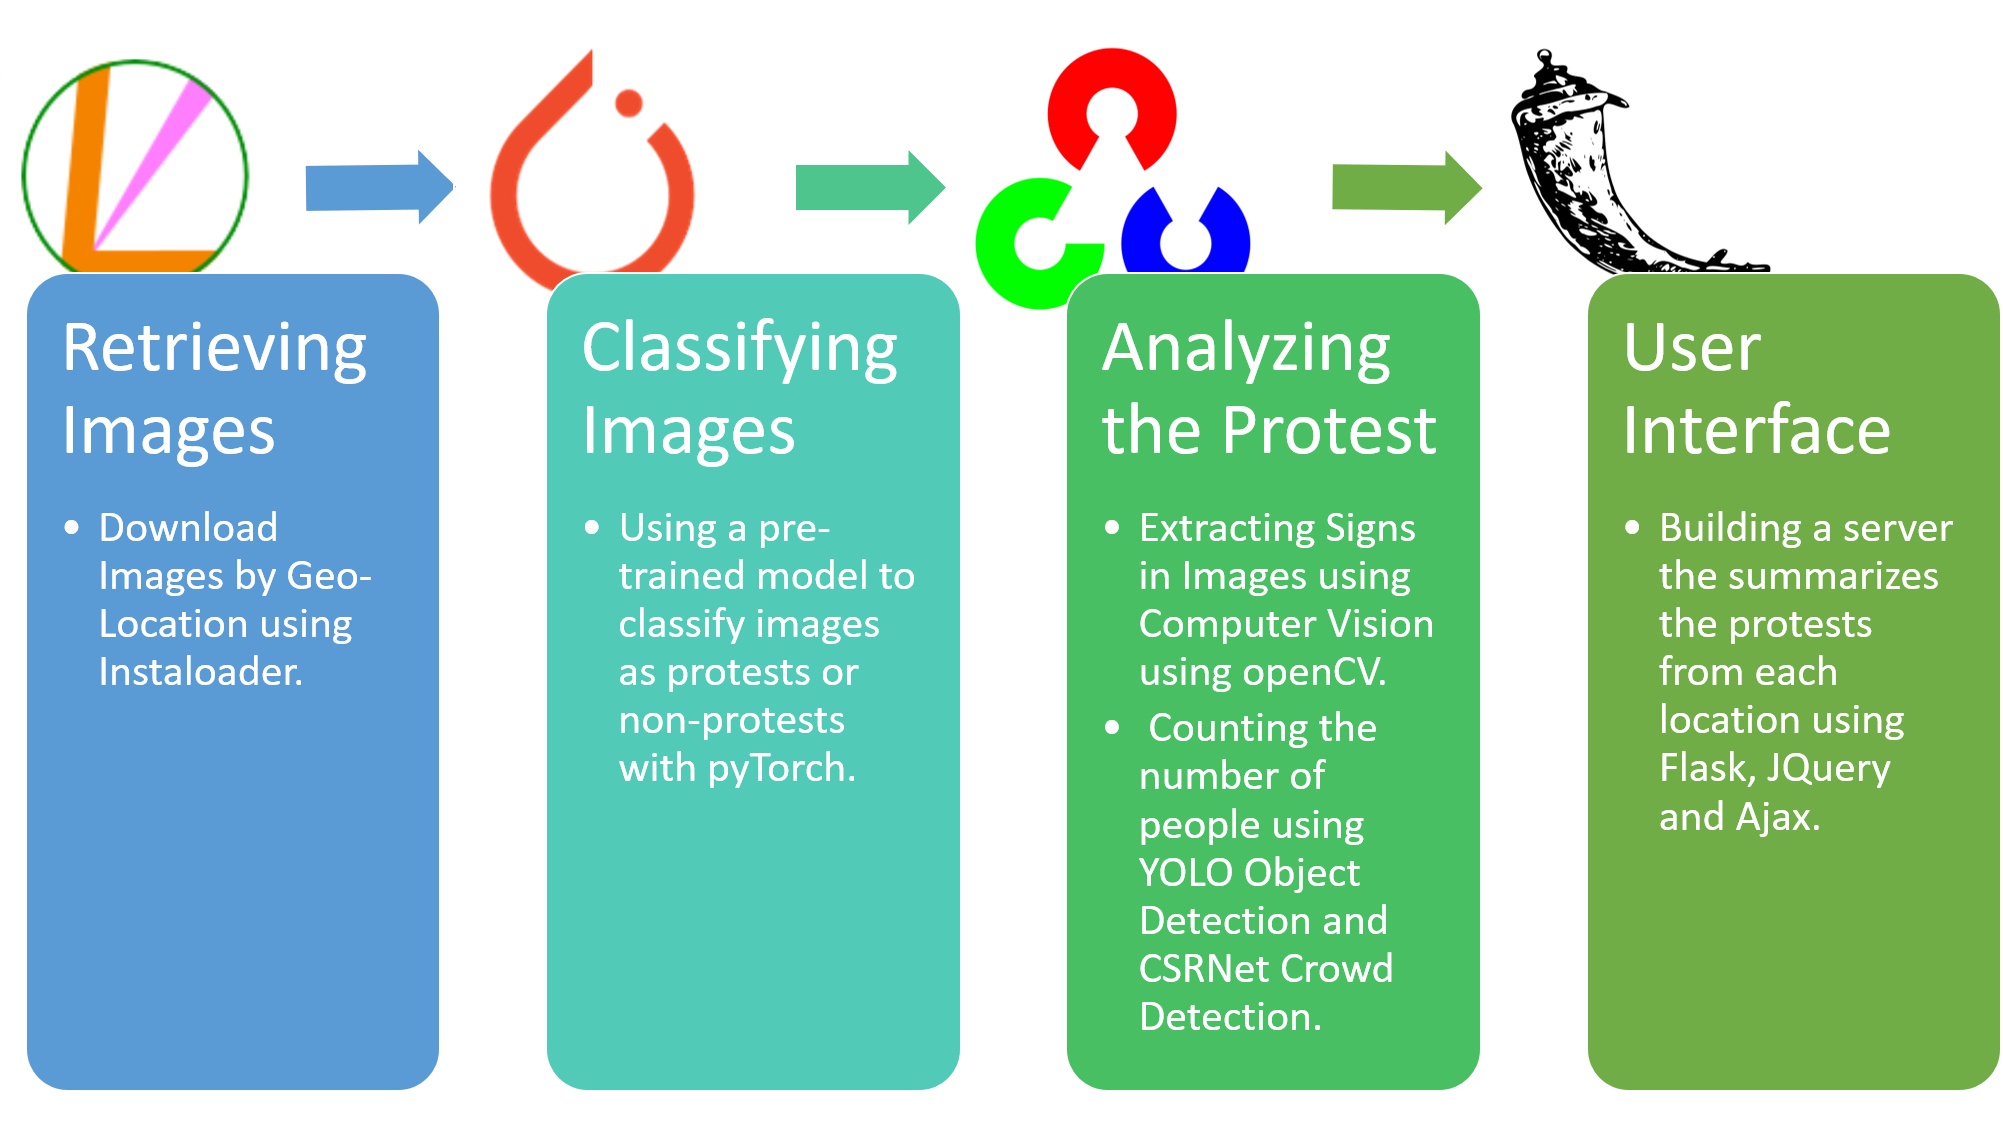 Retrieving
Images
• Download
Images by Geo-
Location using
Instaloader.
Classifying
Images
• Using a pre-
trained model to
classify images
as protests or
non-protests
with pyTorch.
Analyzing
the Protest
• Extracting Signs
in Images using
Computer Vision
using openCV.
• Counting the
number of
people using
YOLO Object
Detection and
CSRNet Crowd
Detection.
User
Interface
• Building a server
the summarizes
the protests
from each
location using
Flask, JQuery
and Ajax.